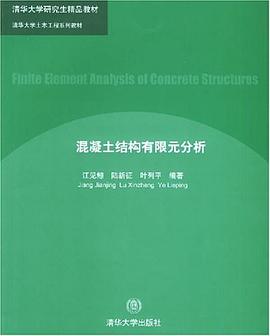 清华大学研究生精品教材
清华大学土木工程系列教材
Finite Element Analysis of Concrete Structures
混凝土结构有限元分析
江见鲸 陆新征 叶列平 编著
Jiang Jianjing Lu Xinzheng Ye Lieping
清华大学出版社